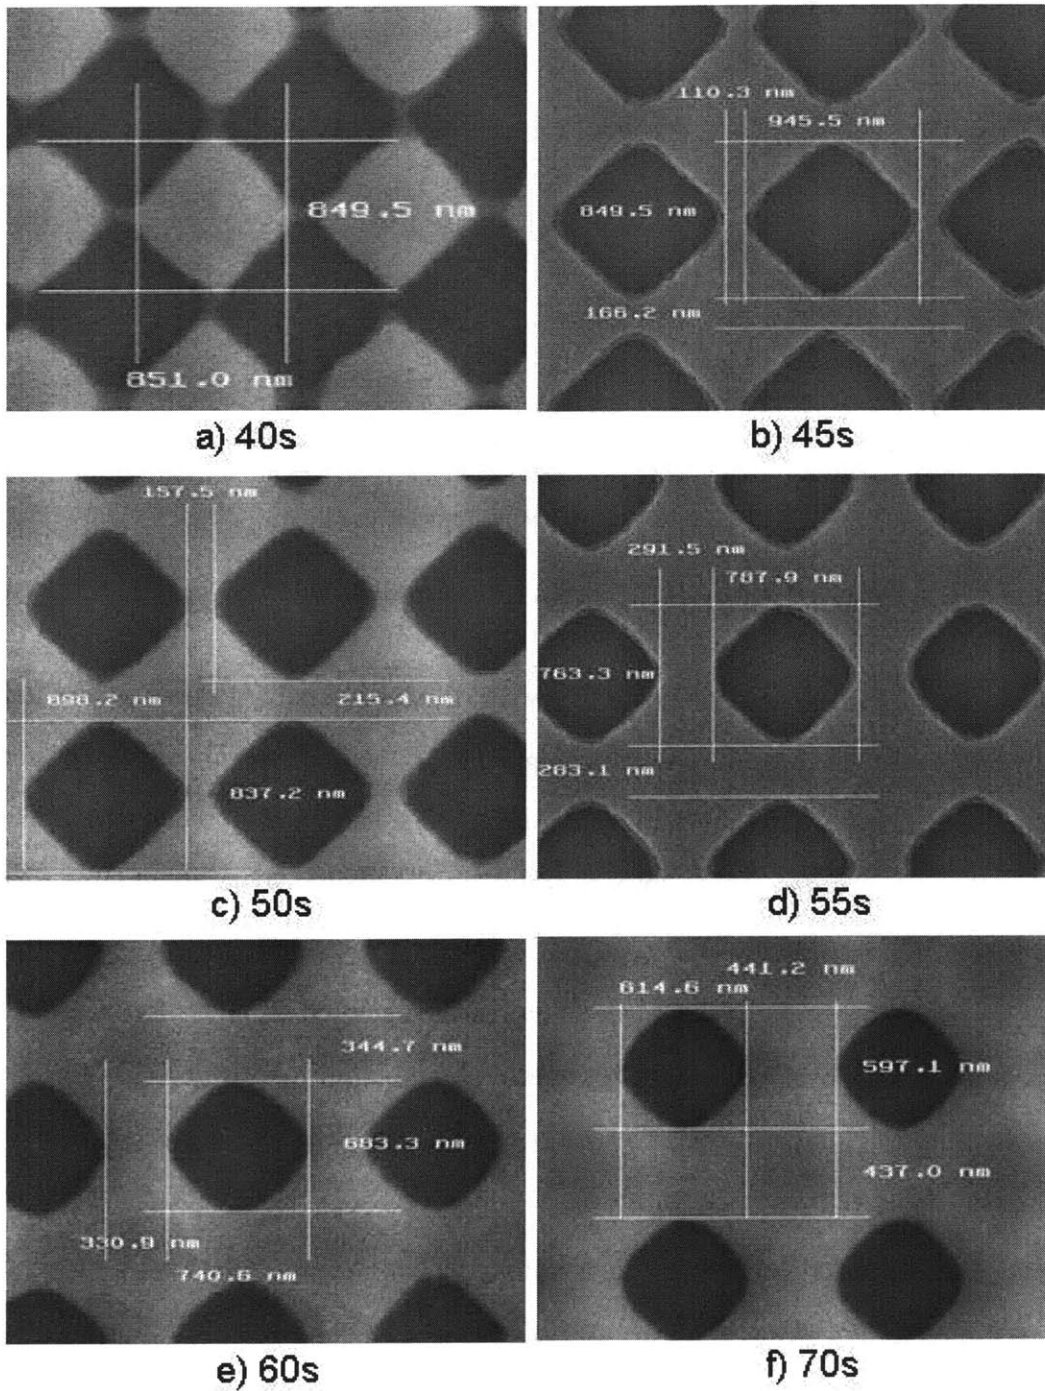 849.5 nm
851.0 nm
a) 40s
110.3 nm
945.5 nm
849.5 nm
166.2 nm
b) 45s
157.5 nm
898.2 nm
215.4 nm
837.2 nm
c) 50s
291.5 nm
787.9 nm
763.3 nm
283.1 nm
d) 55s
344.7 nm
683.3 nm
330.9 nm
740.6 nm
e) 60s
441.2 nm
614.6 nm
597.1 nm
437.0 nm
f) 70s